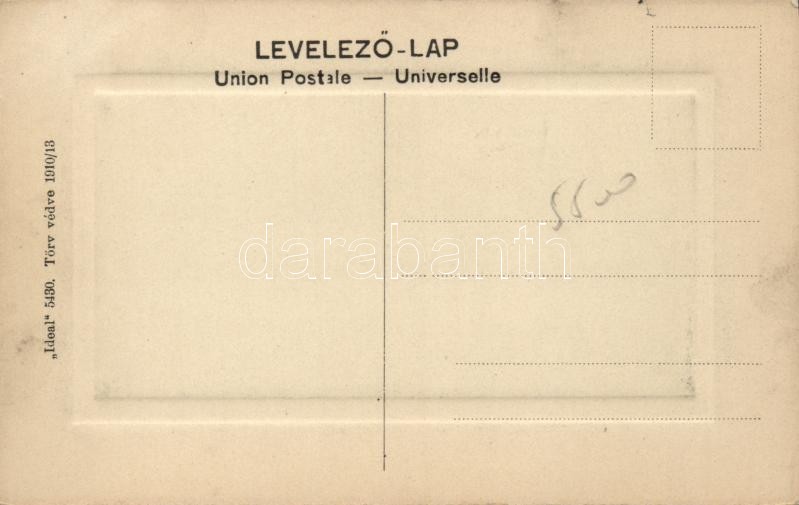 LEVELEZŐ-LAP
Union Postale — Universelle
„Ideal“ 5430. Törv védve 1910/13
darabanth